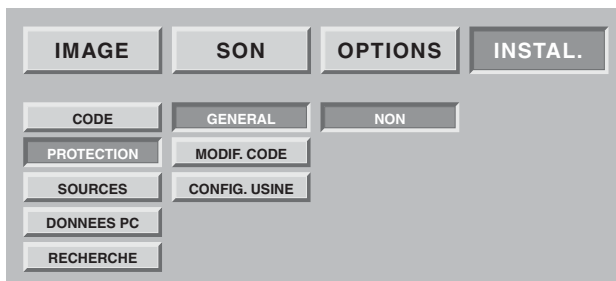 IMAGE SON OPTIONS INSTAL.
CODE GENERAL NON
PROTECTION MODIF. CODE
SOURCES CONFIG. USINE
DONNEES PC
RECHERCHE